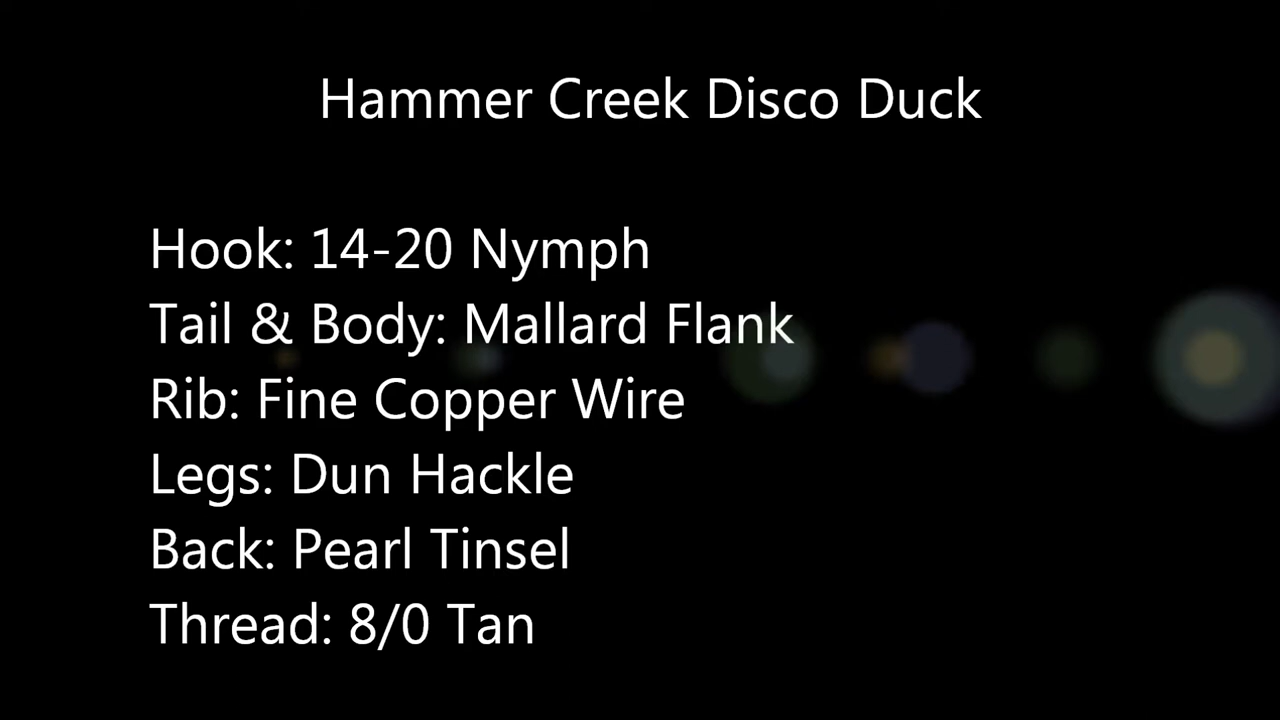 Hammer Creek Disco Duck
Hook: 14-20 Nymph
Tail & Body: Mallard Flank
Rib: Fine Copper Wire
Legs: Dun Hackle
Back: Pearl Tinsel
Thread: 8/0 Tan